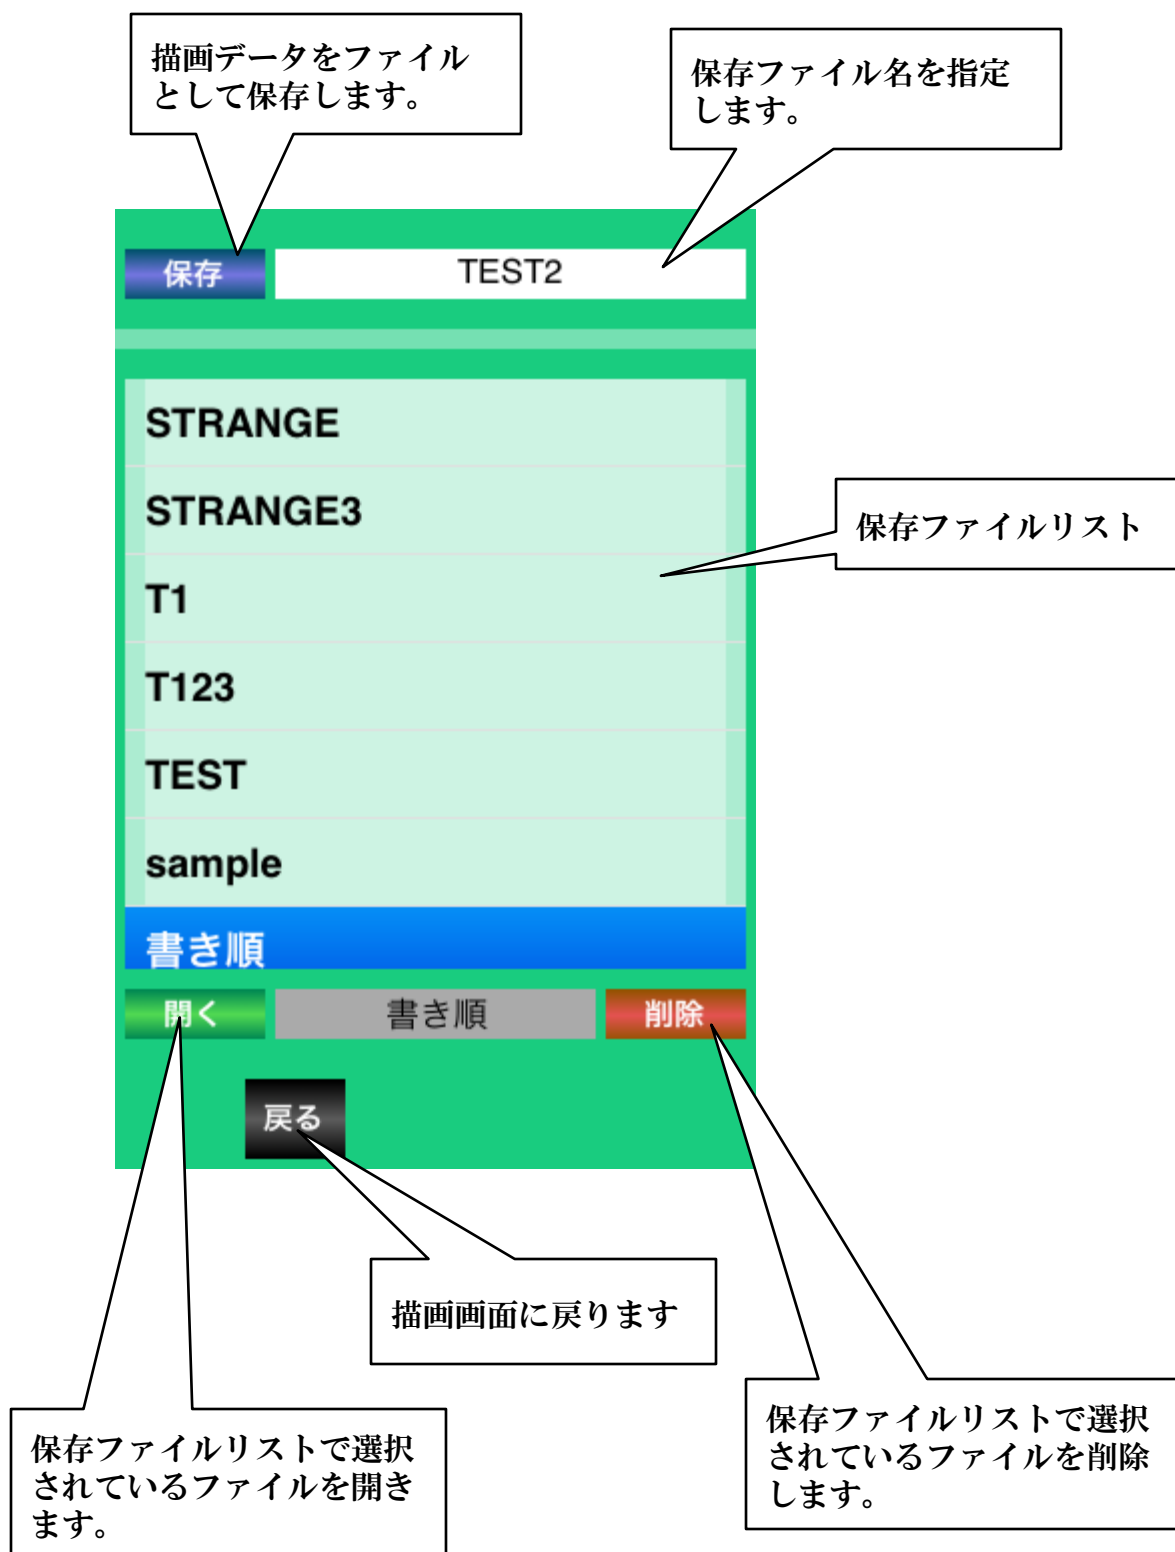 描画データをファイル
として保存します。
保存ファイル名を指定
します。
保存
TEST2
STRANGE
STRANGE3
保存ファイルリスト
T1
T123
TEST
sample
書き順
開く
書き順
削除
戻る
描画画面に戻ります
保存ファイルリストで選択
されているファイルを開き
ます。
保存ファイルリストで選択
されているファイルを削除
します。